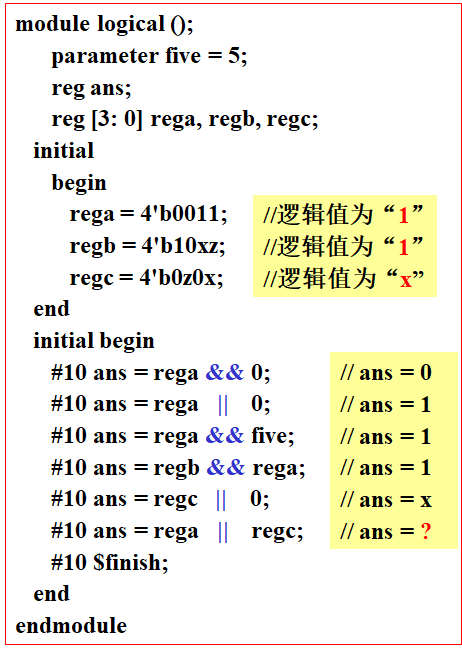 module logical ();
parameter five = 5;
reg ans;
reg [3: 0] rega, regb, regc;
initial
begin
rega = 4'b0011; //逻辑值为“1”
regb = 4'b10xz; //逻辑值为“1”
regc = 4'b0z0x; //逻辑值为“x”
end
initial begin
#10 ans = rega && 0; // ans = 0
#10 ans = rega || 0; // ans = 1
#10 ans = rega && five; // ans = 1
#10 ans = regb && rega; // ans = 1
#10 ans = regc || 0; // ans = x
#10 ans = rega || regc; // ans = ?
#10 $finish;
end
endmodule